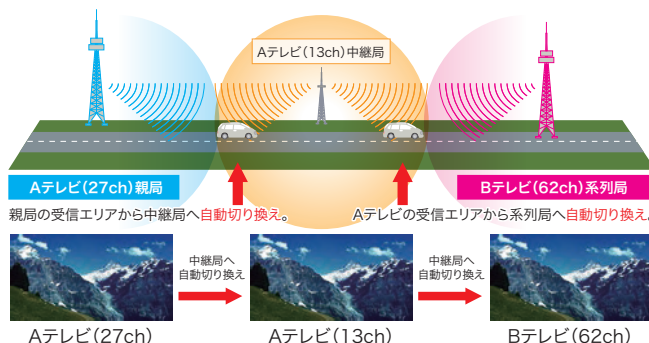 Aテレビ(13ch)中継局
Aテレビ(27ch)親局
Bテレビ(62ch)系列局
親局の受信エリアから中継局へ自動切り換え。
Aテレビの受信エリアから系列局へ自動切り換え。
中継局へ
自動切り換え
中継局へ
自動切り換え
Aテレビ(27ch)
Aテレビ(13ch)
Bテレビ(62ch)